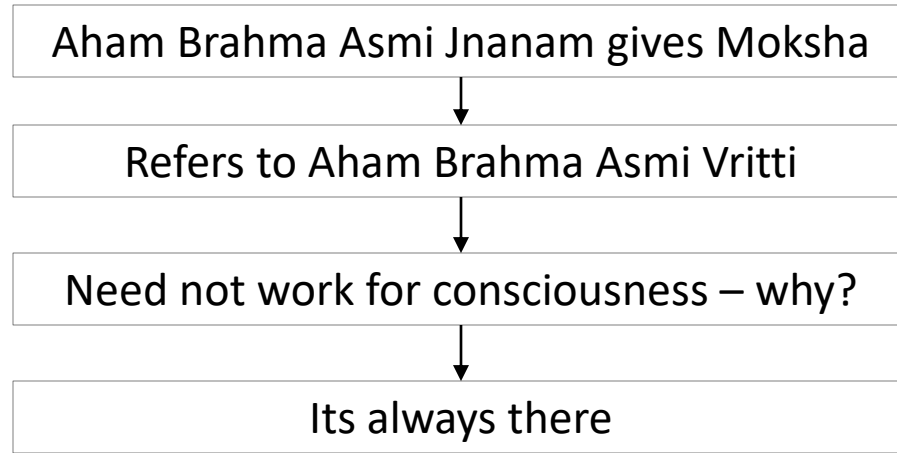 Aham Brahma Asmi Jnanam gives Moksha
Refers to Aham Brahma Asmi Vritti
Need not work for consciousness – why?
Its always there